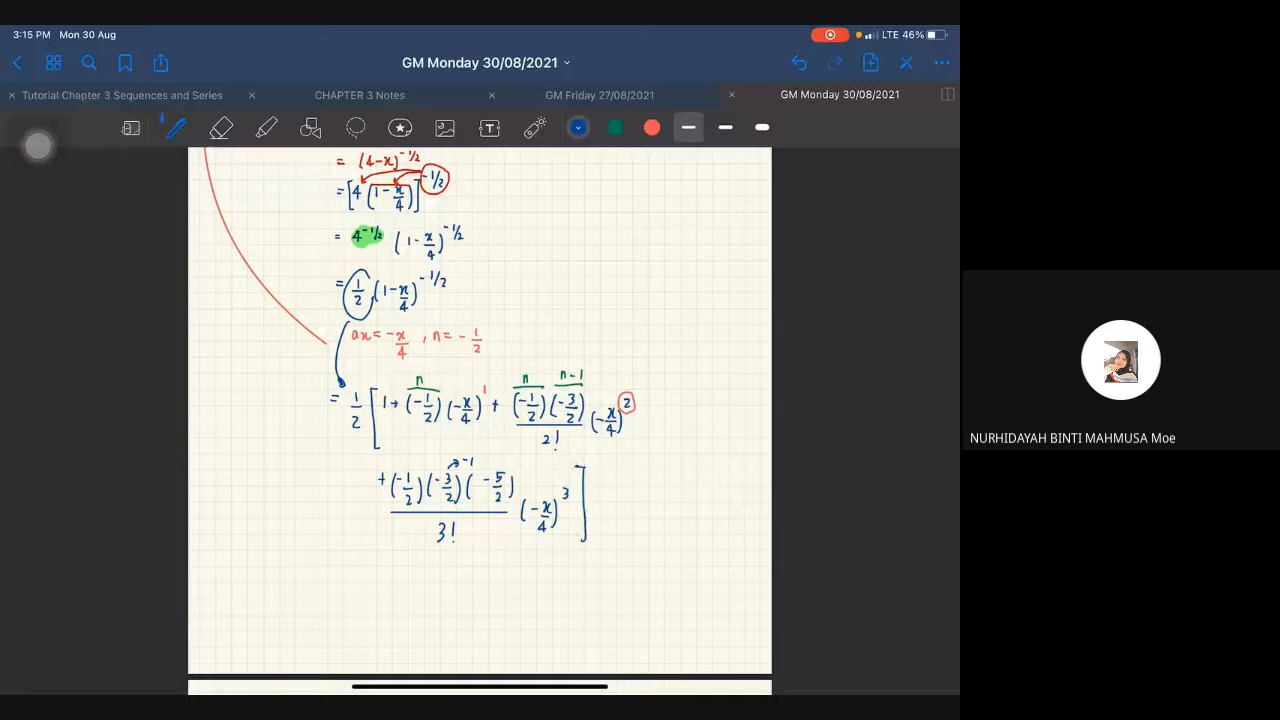 3:15 PM Mon 30 Aug
LTE 46%
GM Monday 30/08/2021
Tutorial Chapter 3 Sequences and Series
CHAPTER 3 Notes
GM Friday 27/08/2021
GM Monday 30/08/2021
= (4-x)^-1/2
= [4 (1 - x/4)]^-1/2
= 4^-1/2 (1 - x/4)^-1/2
= 1/2 (1 - x/4)^-1/2
ax = -x/4 , n = -1/2
n n n-1
= 1/2 [ 1 + (-1/2) (-x/4)^1 + (-1/2)(-3/2)/2! (-x/4)^2
-1
+ (-1/2)(-3/2)(-5/2)/3! (-x/4)^3 ]
NURHIDAYAH BINTI MAHMUSA Moe